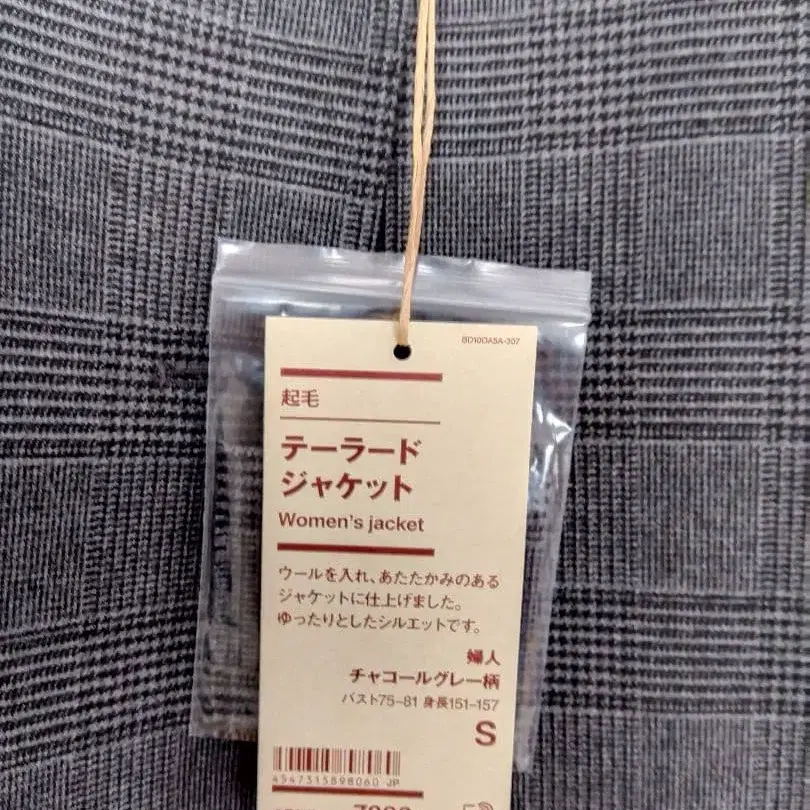 BD10DA5A-307
起毛
テーラード
ジャケット
Women's jacket
ウールを入れ、あたたかみのある
ジャケットに仕上げました。
ゆったりとしたシルエットです。
婦人
チャコールグレー柄
バスト75–81 身長151–157
S
4547315898060 JP